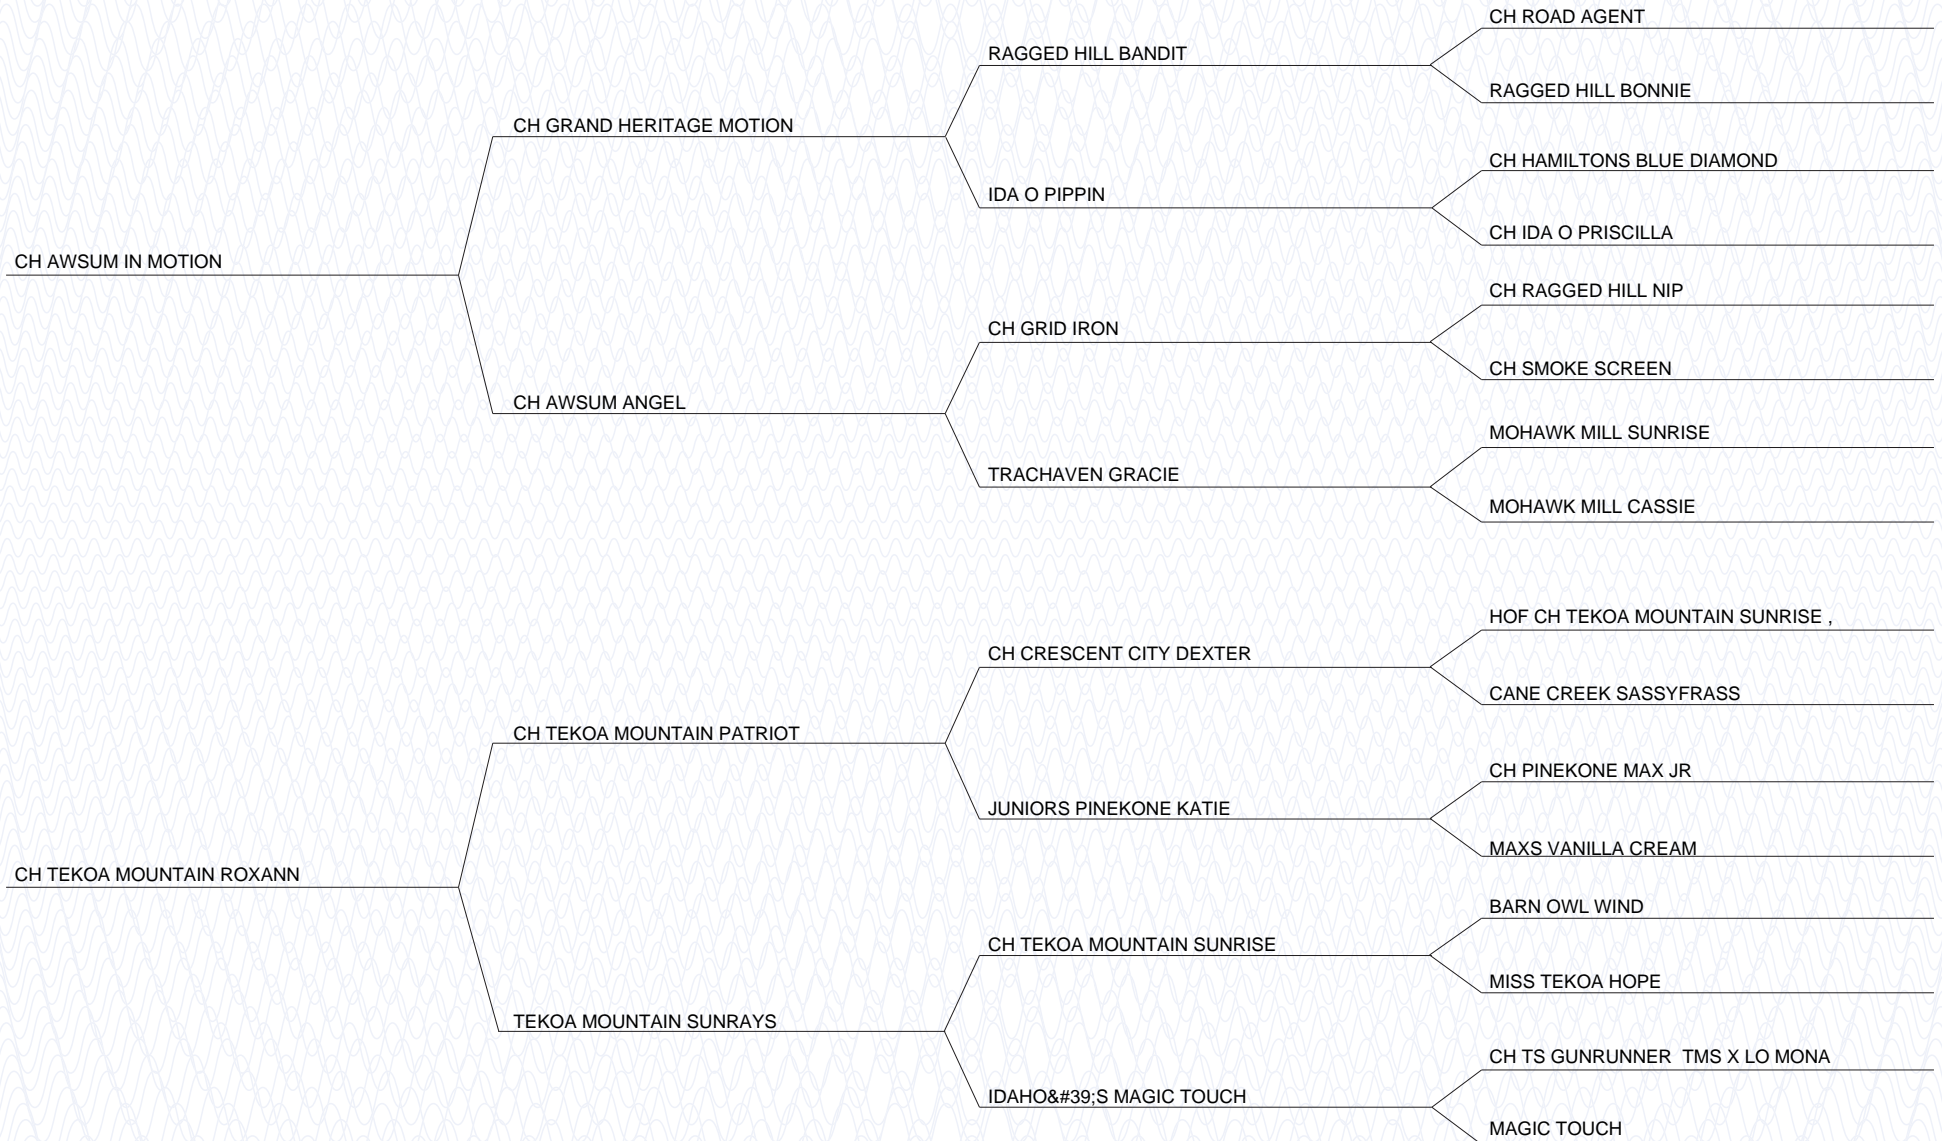 CH ROAD AGENT
RAGGED HILL BANDIT
RAGGED HILL BONNIE
CH GRAND HERITAGE MOTION
CH HAMILTONS BLUE DIAMOND
IDA O PIPPIN
CH IDA O PRISCILLA
CH AWSUM IN MOTION
CH RAGGED HILL NIP
CH GRID IRON
CH SMOKE SCREEN
CH AWSUM ANGEL
MOHAWK MILL SUNRISE
TRACHAVEN GRACIE
MOHAWK MILL CASSIE
HOF CH TEKOA MOUNTAIN SUNRISE ,
CH CRESCENT CITY DEXTER
CANE CREEK SASSYFRASS
CH TEKOA MOUNTAIN PATRIOT
CH PINEKONE MAX JR
JUNIORS PINEKONE KATIE
MAXS VANILLA CREAM
CH TEKOA MOUNTAIN ROXANN
BARN OWL WIND
CH TEKOA MOUNTAIN SUNRISE
MISS TEKOA HOPE
TEKOA MOUNTAIN SUNRAYS
CH TS GUNRUNNER  TMS X LO MONA
IDAHO&#39;S MAGIC TOUCH
MAGIC TOUCH